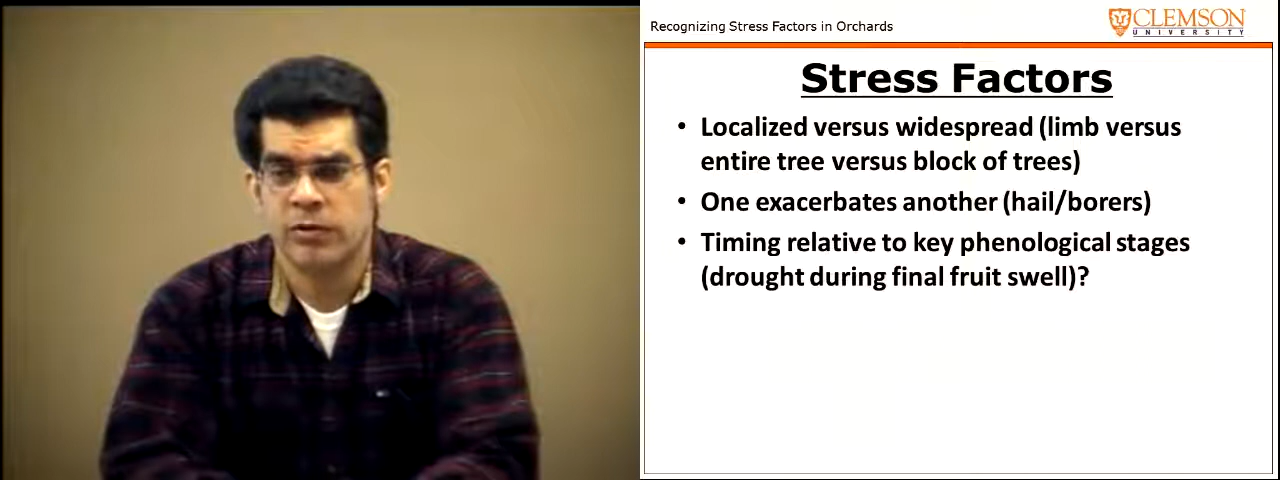 Recognizing Stress Factors in Orchards
CLEMSON
UNIVERSITY
Stress Factors
• Localized versus widespread (limb versus
entire tree versus block of trees)
• One exacerbates another (hail/borers)
• Timing relative to key phenological stages
(drought during final fruit swell)?